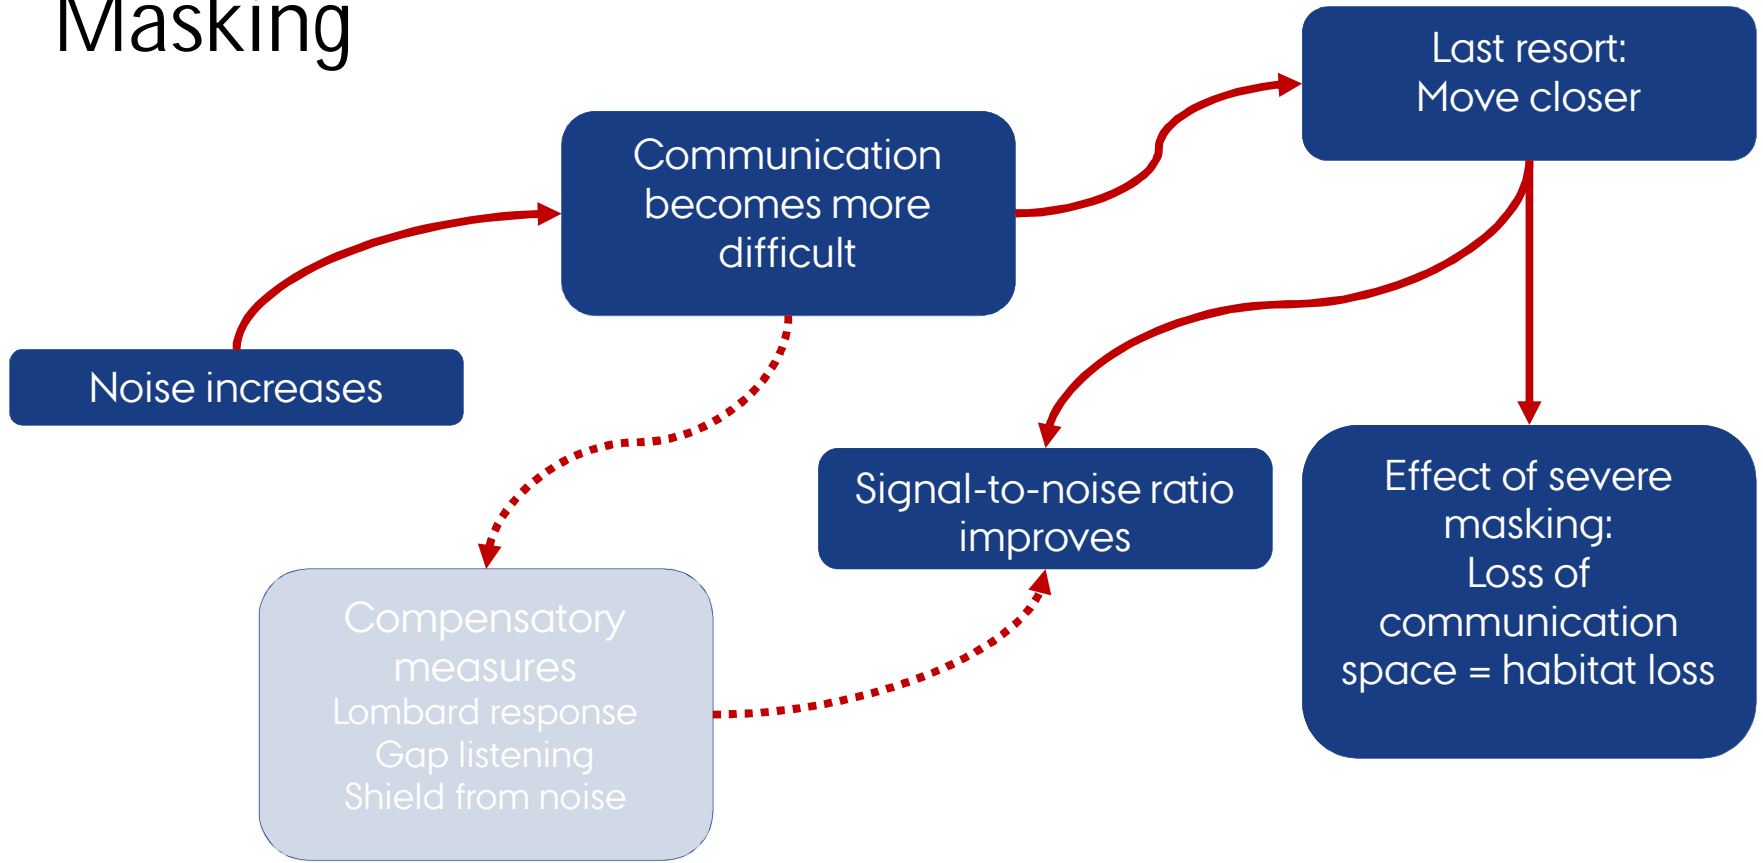 Masking
Last resort:
Move closer
Communication
becomes more
difficult
Noise increases
Signal-to-noise ratio
improves
Effect of severe
masking:
Loss of
communication
space = habitat loss
Compensatory
measures
Lombard response
Gap listening
Shield from noise